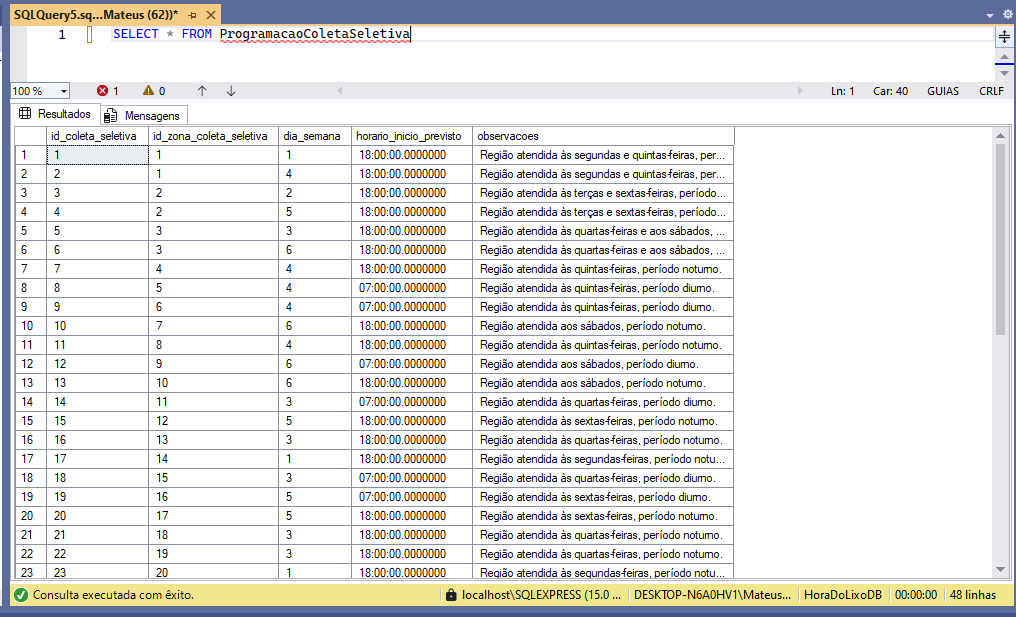 SQLQuery5.sq...Mateus (62))*
1 SELECT * FROM ProgramacaoColetaSeletiva
100 % 1 0 Ln: 1 Car: 40 GUIAS CRLF
Resultados Mensagens
id_coleta_seletiva id_zona_coleta_seletiva dia_semana horario_inicio_previsto observacoes
1 1 1 1 18:00:00.0000000 Região atendida às segundas e quintas-feiras, per...
2 2 1 4 18:00:00.0000000 Região atendida às segundas e quintas-feiras, per...
3 3 2 2 18:00:00.0000000 Região atendida às terças e sextas-feiras, período...
4 4 2 5 18:00:00.0000000 Região atendida às terças e sextas-feiras, período...
5 5 3 3 18:00:00.0000000 Região atendida às quartas-feiras e aos sábados, ...
6 6 3 6 18:00:00.0000000 Região atendida às quartas-feiras e aos sábados, ...
7 7 4 4 18:00:00.0000000 Região atendida às quintas-feiras, período noturno.
8 8 5 4 07:00:00.0000000 Região atendida às quintas-feiras, período diurno.
9 9 6 4 07:00:00.0000000 Região atendida às quintas-feiras, período diurno.
10 10 7 6 18:00:00.0000000 Região atendida aos sábados, período noturno.
11 11 8 4 18:00:00.0000000 Região atendida às quintas-feiras, período noturno.
12 12 9 6 07:00:00.0000000 Região atendida aos sábados, período diurno.
13 13 10 6 18:00:00.0000000 Região atendida aos sábados, período noturno.
14 14 11 3 07:00:00.0000000 Região atendida às quartas-feiras, período diurno.
15 15 12 5 18:00:00.0000000 Região atendida às sextas-feiras, período noturno.
16 16 13 3 18:00:00.0000000 Região atendida às quartas-feiras, período noturno.
17 17 14 1 18:00:00.0000000 Região atendida às segundas-feiras, período notu...
18 18 15 3 07:00:00.0000000 Região atendida às quartas-feiras, período diurno.
19 19 16 5 07:00:00.0000000 Região atendida às sextas-feiras, período diurno.
20 20 17 5 18:00:00.0000000 Região atendida às sextas-feiras, período noturno.
21 21 18 3 18:00:00.0000000 Região atendida às quartas-feiras, período noturno.
22 22 19 3 18:00:00.0000000 Região atendida às quartas-feiras, período noturno.
23 23 20 1 18:00:00.0000000 Região atendida às segundas-feiras, período notu...
Consulta executada com êxito. localhost\SQLEXPRESS (15.0 ... DESKTOP-N6A0HV1\Mateus... HoraDoLixoDB 00:00:00 48 linhas